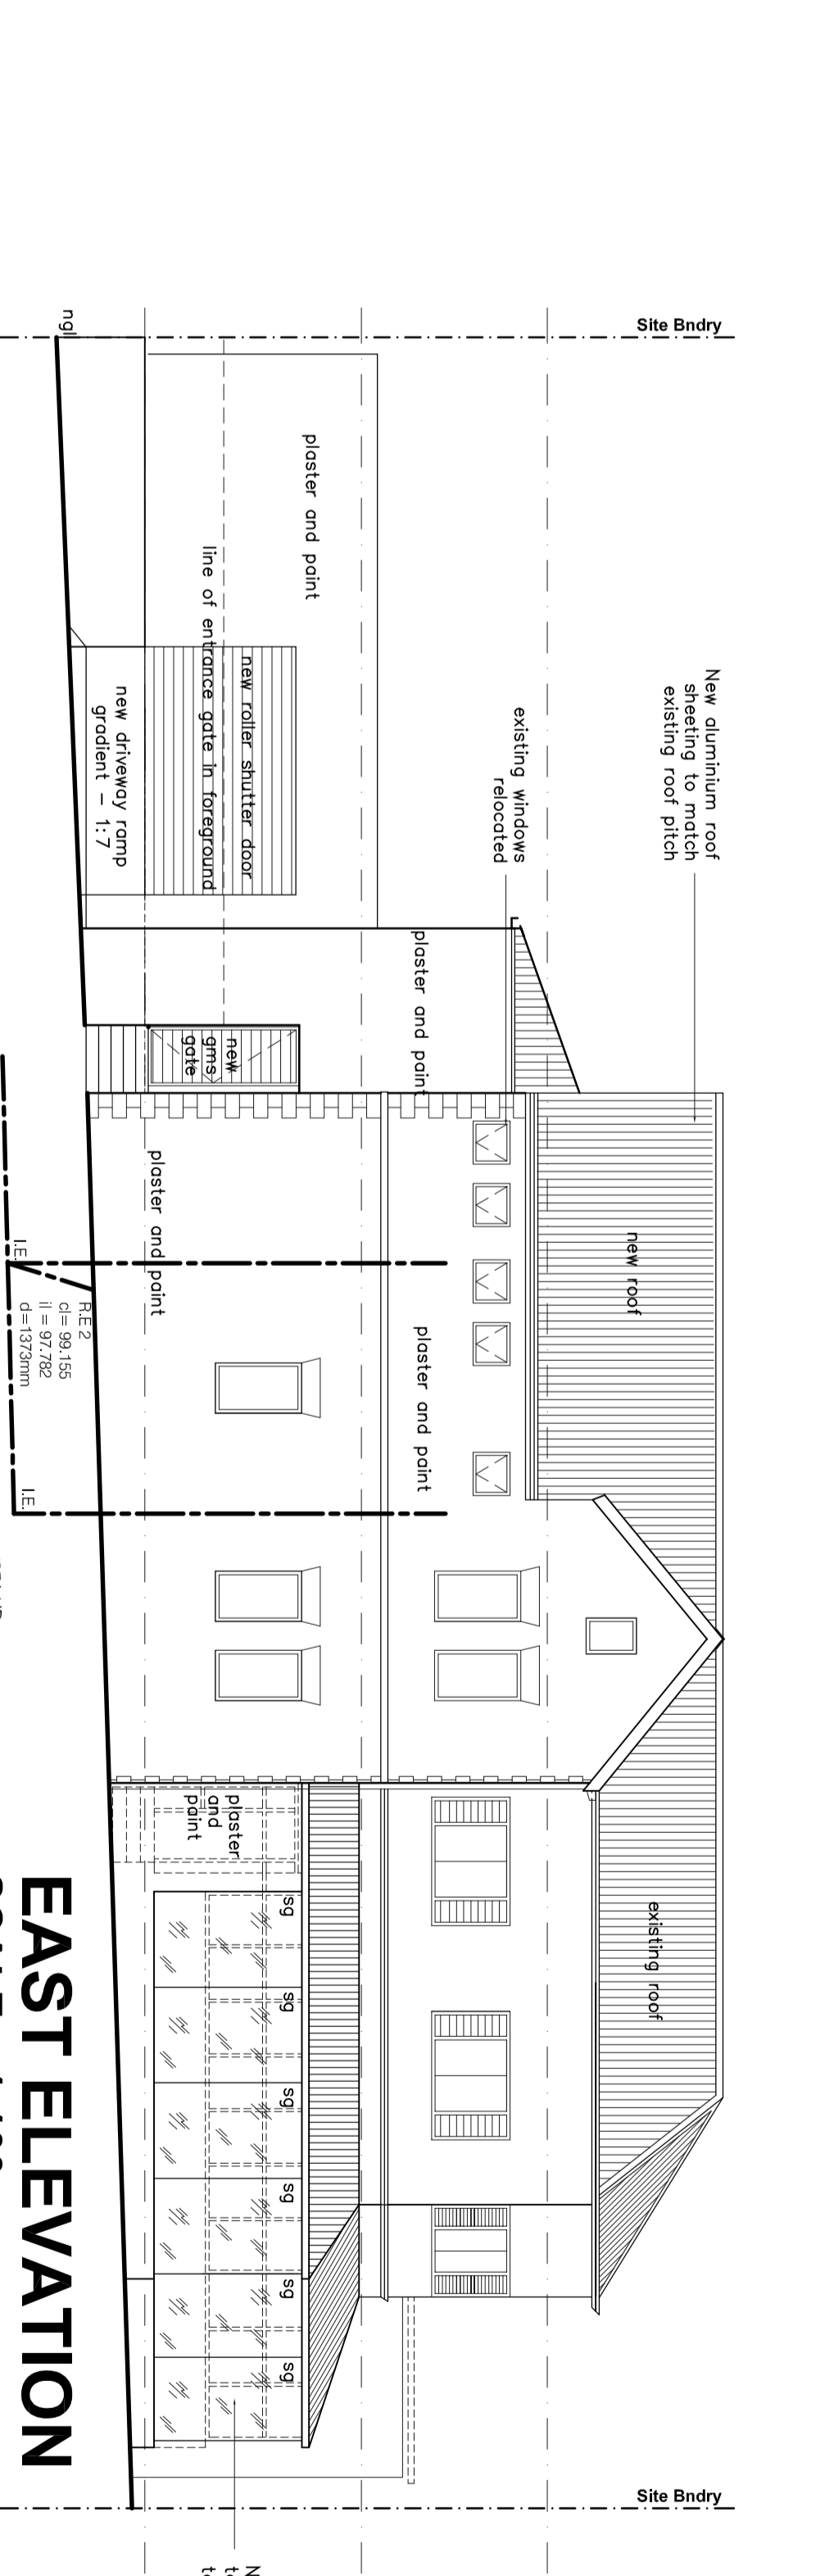 Site Bndry
Site Bndry
New aluminium roof
sheeting to match
existing roof pitch
existing windows
relocated
new roof
existing roof
plaster and paint
plaster and paint
plaster and paint
new roller shutter door
line of entrance gate in foreground
new driveway ramp
gradient – 1:7
new
gms
gate
plaster and paint
plaster
and
paint
sg
sg
sg
sg
sg
sg
ngl
R.E 2
cl= 99.155
il = 97.782
d=1373mm
I.E.
I.E.
EAST ELEVATION